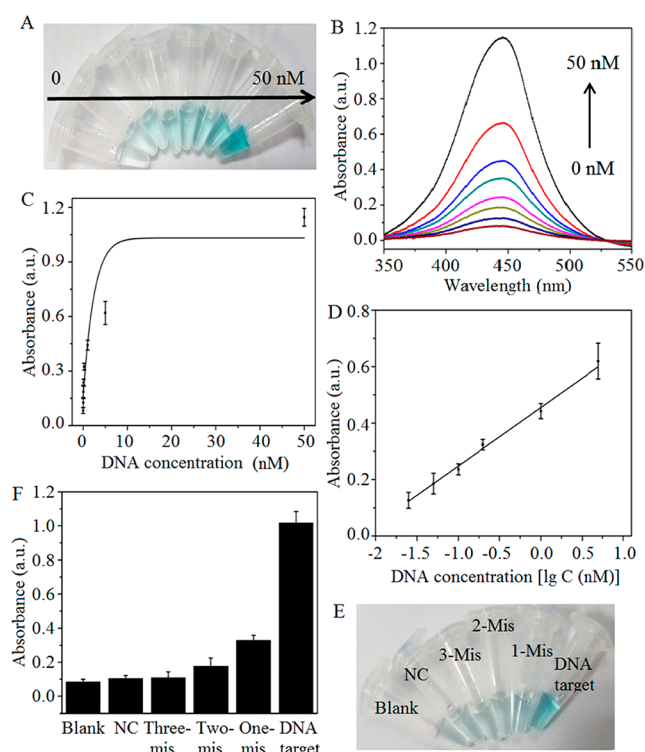 A
0
50 nM
B
1.2
1.0
0.8
0.6
0.4
0.2
0.0
Absorbance (a.u.)
50 nM
0 nM
350
400
450
500
550
Wavelength (nm)
C
1.2
0.9
0.6
0.3
0.0
Absorbance (a.u.)
0
10
20
30
40
50
DNA concentration (nM)
D
0.8
0.6
0.4
0.2
0.0
Absorbance (a.u.)
-2
-1.5
-1.0
-0.5
0.0
0.5
1.0
DNA concentration [lg C (nM)]
F
1.2
1.0
0.8
0.6
0.4
0.2
0.0
Absorbance (a.u.)
Blank
NC
Three-
mis
Two-
mis
One-
mis
DNA
target
E
Blank
NC
3-Mis
2-Mis
1-Mis
DNA
target